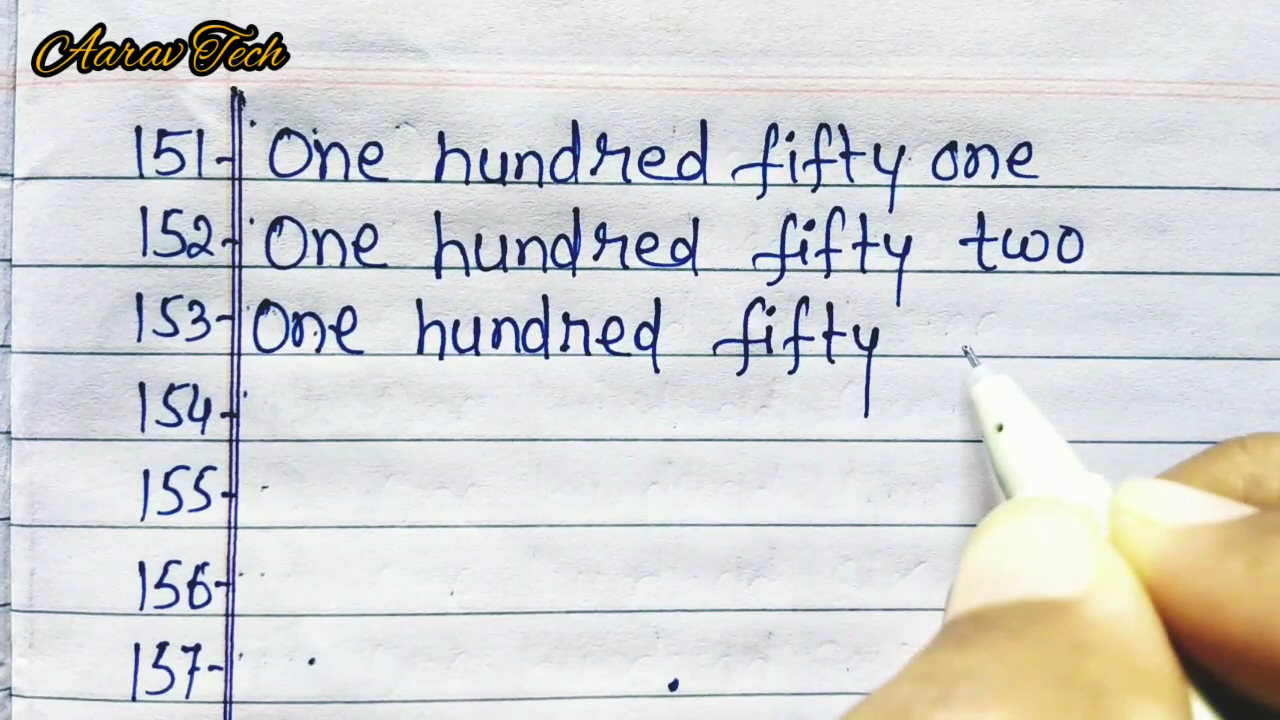 Aarav Tech
151- One hundred fifty one
152- One hundred fifty two
153- One hundred fifty
154-
155-
156-
157-